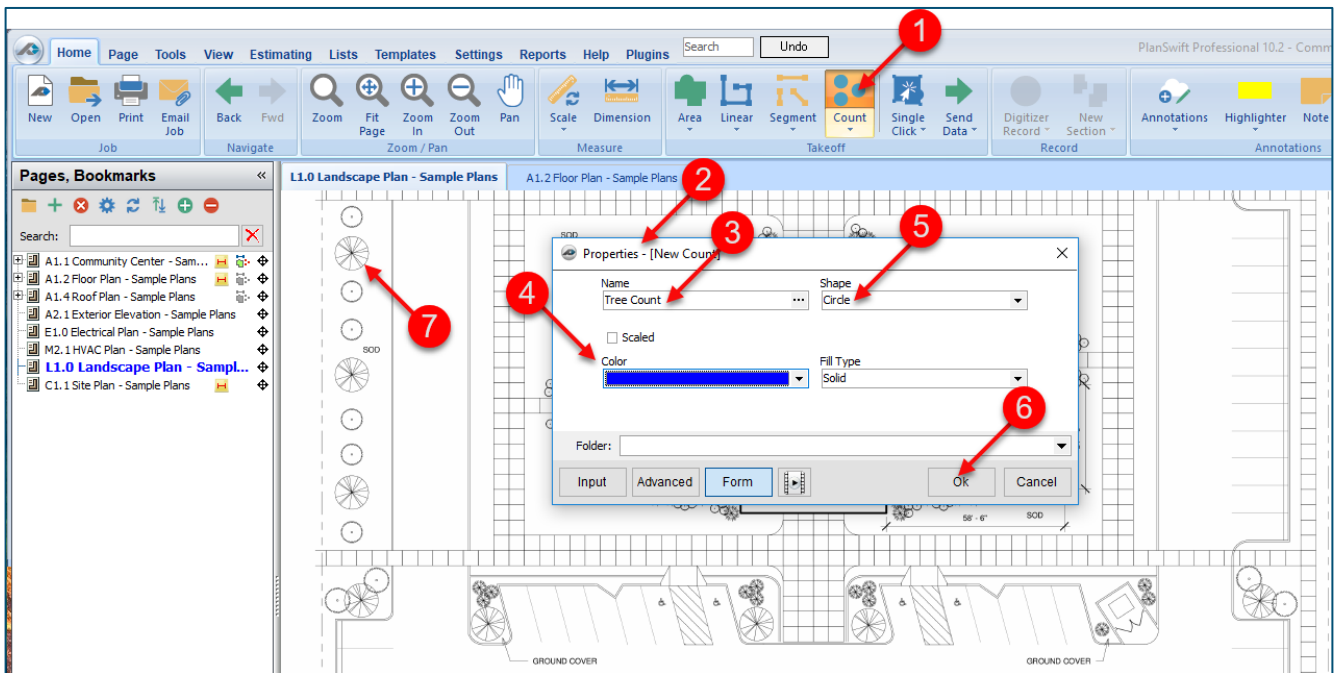 Home Page Tools View Estimating Lists Templates Settings Reports Help Plugins Search Undo PlanSwift Professional 10.2 - Comm
1
New Open Print Email Job Back Fwd Zoom Fit Page Zoom In Zoom Out Pan Scale Dimension Area Linear Segment Count Single Click Send Data Digitizer Record New Section Annotations Highlighter Note
Job Navigate Zoom / Pan Measure Takeoff Record Annotations
Pages, Bookmarks «
L1.0 Landscape Plan - Sample Plans A1.2 Floor Plan - Sample Plans
2
Search:
A1.1 Community Center - Sam...
A1.2 Floor Plan - Sample Plans
A1.4 Roof Plan - Sample Plans
A2.1 Exterior Elevation - Sample Plans
E1.0 Electrical Plan - Sample Plans
M2.1 HVAC Plan - Sample Plans
L1.0 Landscape Plan - Sampl...
C1.1 Site Plan - Sample Plans
SOD
3
5
Properties - [New Count]
Name Shape
4
Tree Count ... Circle
7
Scaled
SOD
Color Fill Type
Solid
6
Folder:
Input Advanced Form Ok Cancel
58' - 6" SOD
GROUND COVER GROUND COVER